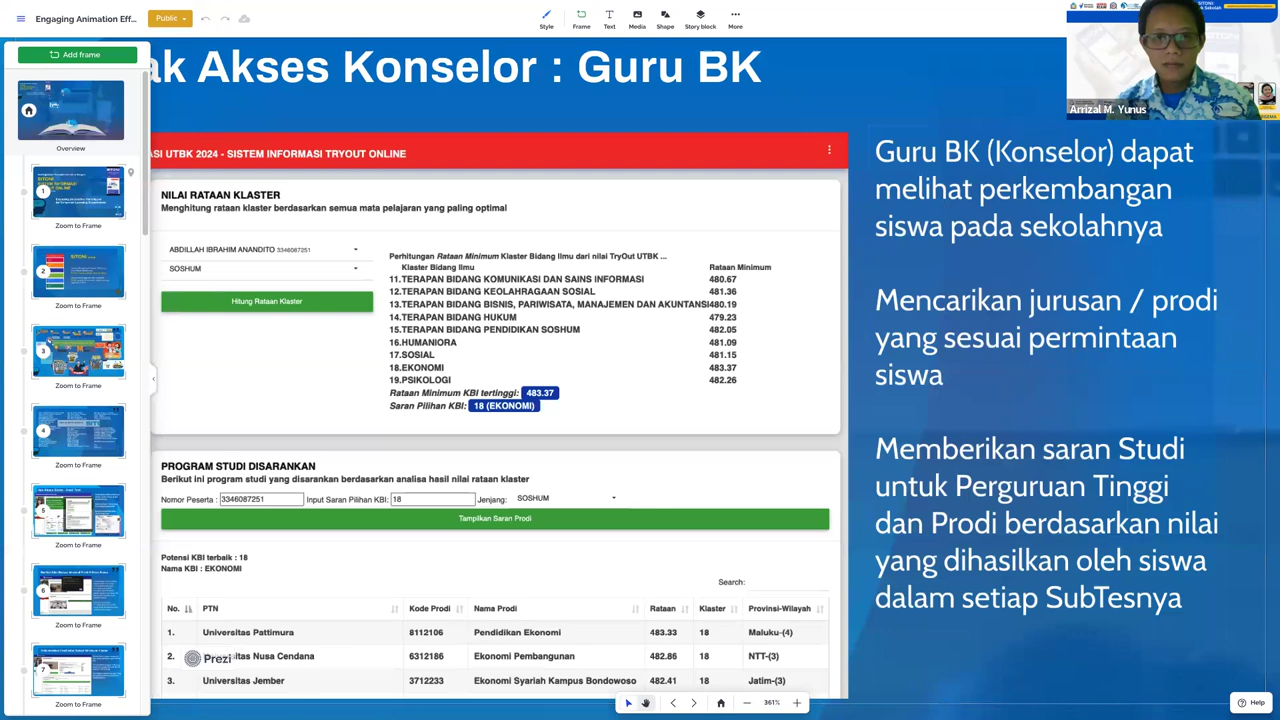 Engaging Animation Eff...
Public
Style
Frame
Text
Media
Shape
Story block
More
Add frame
Overview
1
Zoom to Frame
2
Zoom to Frame
3
Zoom to Frame
4
Zoom to Frame
5
Zoom to Frame
6
Zoom to Frame
Zoom to Frame
ak Akses Konselor : Guru BK
Arrizal M. Yunus
ASI UTBK 2024 - SISTEM INFORMASI TRYOUT ONLINE
NILAI RATAAN KLASTER
Menghitung rataan klaster berdasarkan semua mata pelajaran yang paling optimal
ABDILLAH IBRAHIM ANANDITO 3346087251
SOSHUM
Hitung Rataan Klaster
Perhitungan Rataan Minimum Klaster Bidang Ilmu dari nilai TryOut UTBK ...
Klaster Bidang Ilmu Rataan Minimum
11.TERAPAN BIDANG KOMUNIKASI DAN SAINS INFORMASI 480.67
12.TERAPAN BIDANG KEOLAHRAGAAN SOSIAL 481.36
13.TERAPAN BIDANG BISNIS, PARIWISATA, MANAJEMEN DAN AKUNTANSI 480.19
14.TERAPAN BIDANG HUKUM 479.23
15.TERAPAN BIDANG PENDIDIKAN SOSHUM 482.05
16.HUMANIORA 481.09
17.SOSIAL 481.15
18.EKONOMI 483.37
19.PSIKOLOGI 482.26
Rataan Minimum KBI tertinggi: 483.37
Saran Pilihan KBI: 18 (EKONOMI)
PROGRAM STUDI DISARANKAN
Berikut ini program studi yang disarankan berdasarkan analisa hasil nilai rataan klaster
Nomor Peserta : 3346087251 Input Saran Pilihan KBI: 18 Jenjang: SOSHUM
Tampilkan Saran Prodi
Potensi KBI terbaik : 18
Nama KBI : EKONOMI
Search:
No. PTN Kode Prodi Nama Prodi Rataan Klaster Provinsi-Wilayah
1. Universitas Pattimura 8112106 Pendidikan Ekonomi 483.33 18 Maluku-(4)
2. itas Nusa Cendana 6312186 Ekonomi Pembangunan 482.86 18 NTT-(3)
Prezi
3. Universitas Jember 3712233 Ekonomi Syariah Kampus Bondowoso 482.41 18 Jatim-(3)
Guru BK (Konselor) dapat
melihat perkembangan
siswa pada sekolahnya
Mencarikan jurusan / prodi
yang sesuai permintaan
siswa
Memberikan saran Studi
untuk Perguruan Tinggi
dan Prodi berdasarkan nilai
yang dihasilkan oleh siswa
dalam setiap SubTesnya
361%
Help